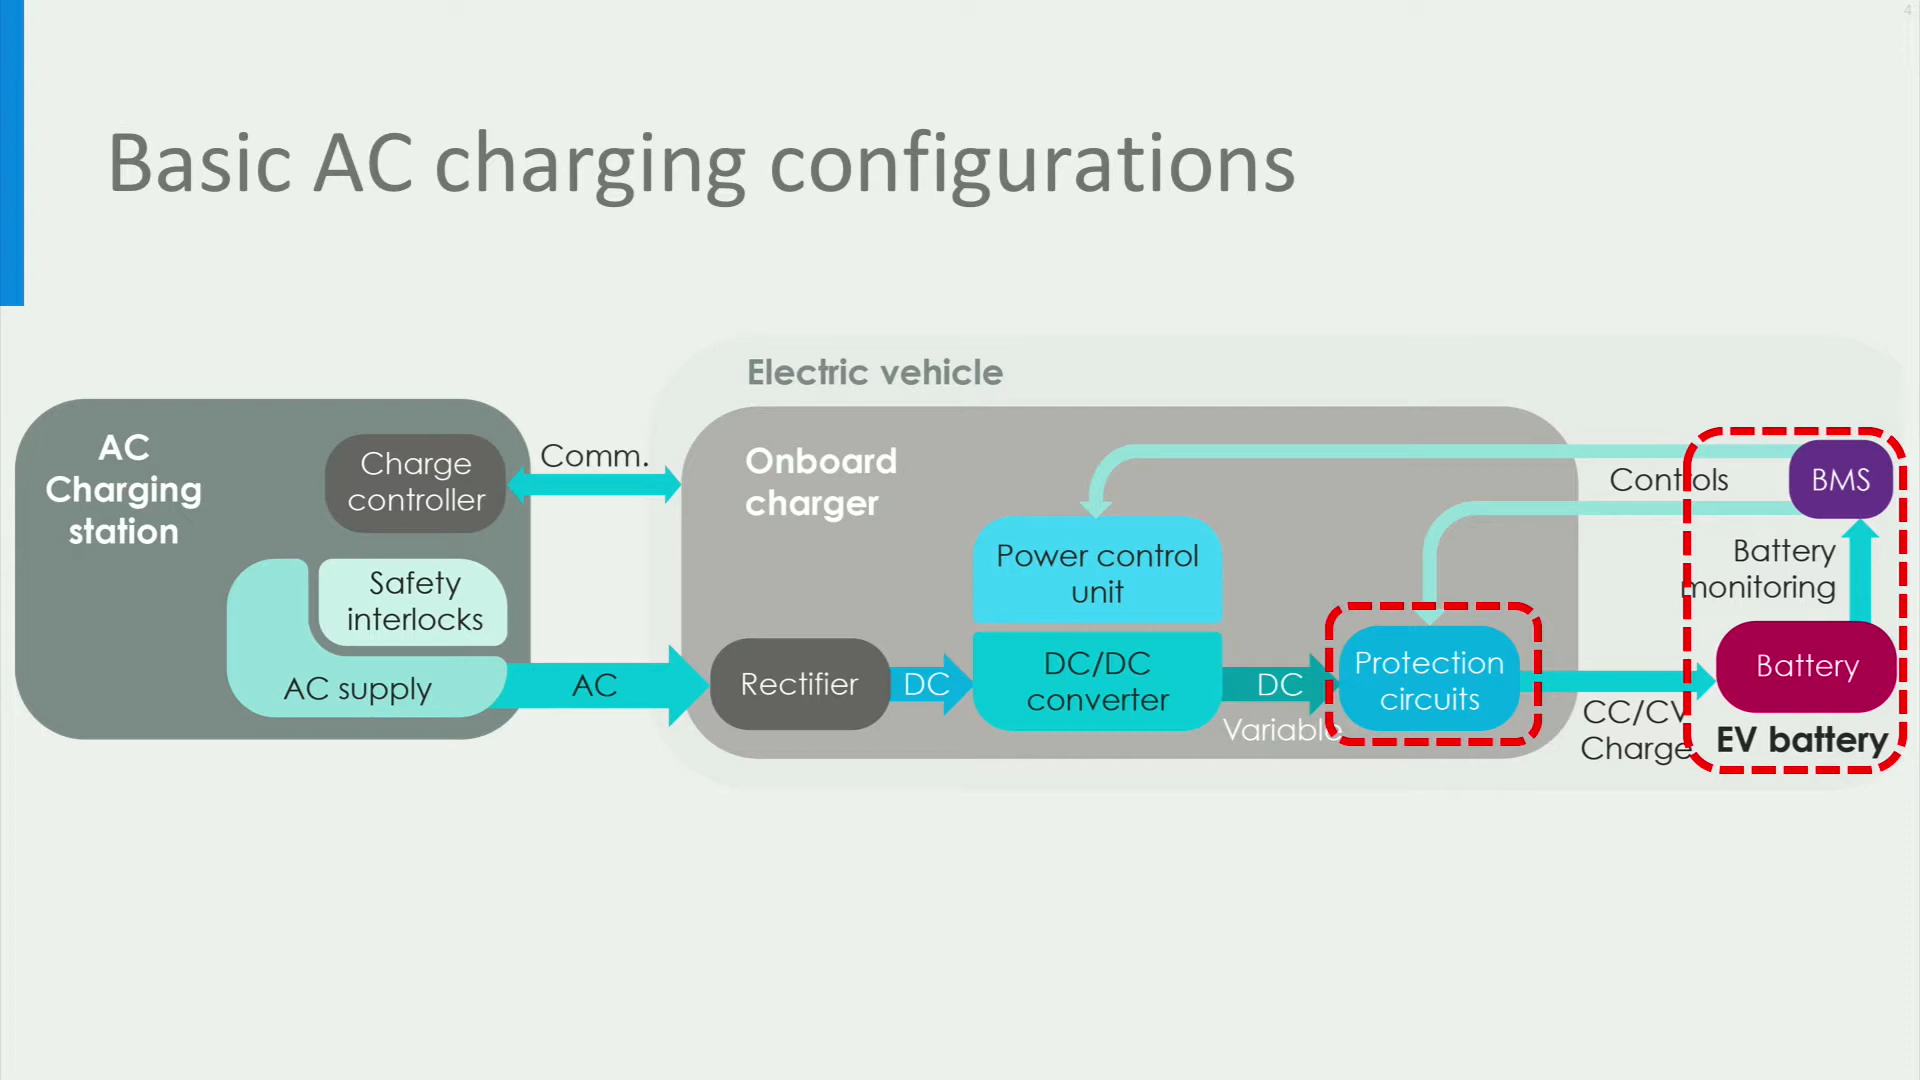 4
Basic AC charging configurations
Electric vehicle
AC
Charging
station
Charge
controller
Comm.
Safety
interlocks
AC supply
AC
Onboard
charger
Rectifier
DC
Power control
unit
DC/DC
converter
DC
Variable
Protection
circuits
Controls
BMS
Battery
monitoring
Battery
CC/CV
Charge
EV battery